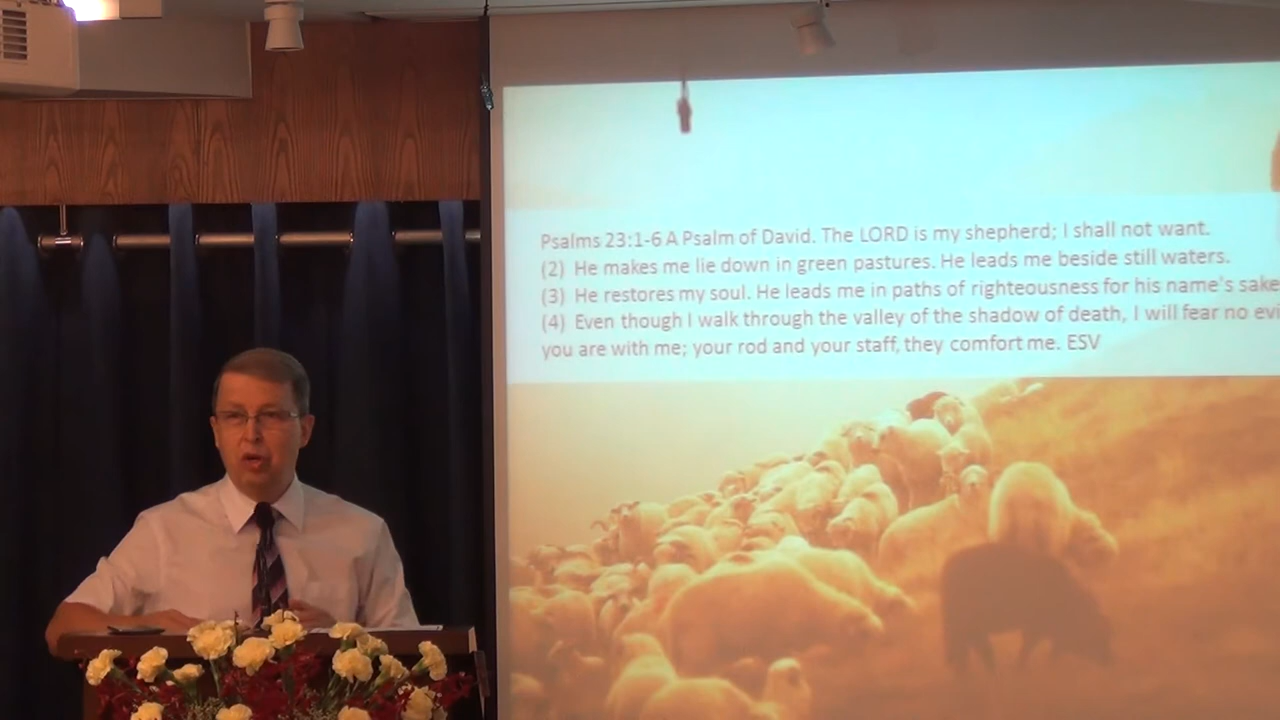 Psalms 23:1-6 A Psalm of David. The LORD is my shepherd; I shall not want.
(2) He makes me lie down in green pastures. He leads me beside still waters.
(3) He restores my soul. He leads me in paths of righteousness for his name's sake
(4) Even though I walk through the valley of the shadow of death, I will fear no evi
you are with me; your rod and your staff, they comfort me. ESV